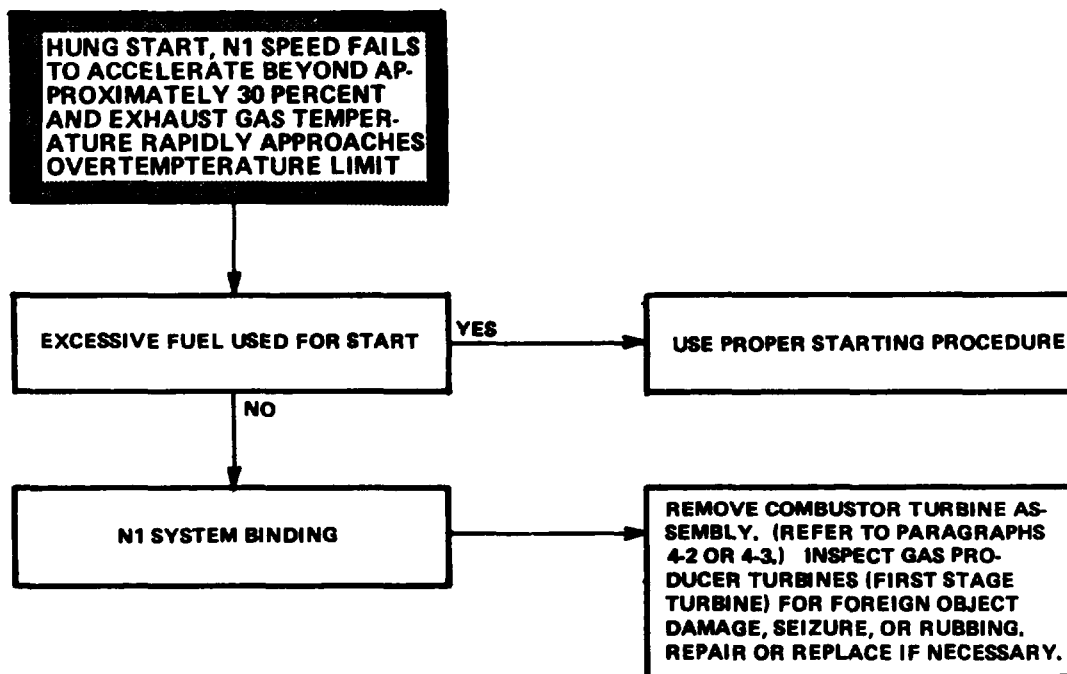 HUNG START, N1 SPEED FAILS
TO ACCELERATE BEYOND AP-
PROXIMATELY 30 PERCENT
AND EXHAUST GAS TEMPER-
ATURE RAPIDLY APPROACHES
OVERTEMPTERATURE LIMIT
EXCESSIVE FUEL USED FOR START
YES
USE PROPER STARTING PROCEDURE
NO
N1 SYSTEM BINDING
REMOVE COMBUSTOR TURBINE AS-
SEMBLY. (REFER TO PARAGRAPHS
4-2 OR 4-3.) INSPECT GAS PRO-
DUCER TURBINES (FIRST STAGE
TURBINE) FOR FOREIGN OBJECT
DAMAGE, SEIZURE, OR RUBBING.
REPAIR OR REPLACE IF NECESSARY.